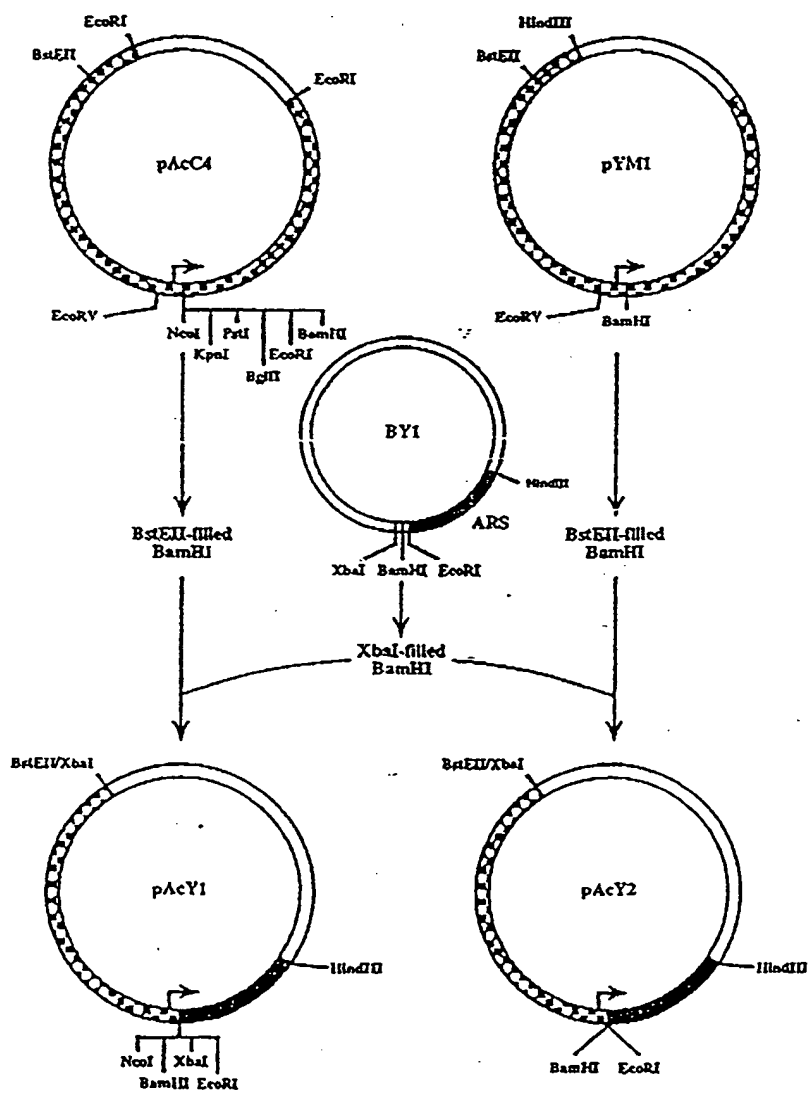 EcoRI
HindIII
BstEII
BstEII
EcoRI
pAcC4
pYM1
EcoRV
NcoI
PstI
BamHI
KpnI
EcoRI
BglII
EcoRV
BamHI
BY1
HindIII
ARS
XbaI BamHI EcoRI
BstEII-filled
BamHI
BstEII-filled
BamHI
XbaI-filled
BamHI
BstEII/XbaI
BstEII/XbaI
pAcY1
pAcY2
HindIII
HindIII
NcoI XbaI
BamHI EcoRI
BamHI EcoRI